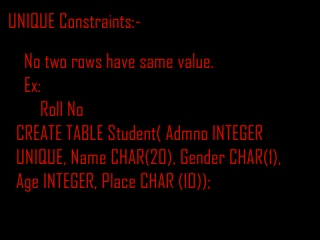 UNIQUE Constraints:-
No two rows have same value.
Ex:
Roll No
CREATE TABLE Student( Admno INTEGER
UNIQUE, Name CHAR(20), Gender CHAR(1),
Age INTEGER, Place CHAR (10));